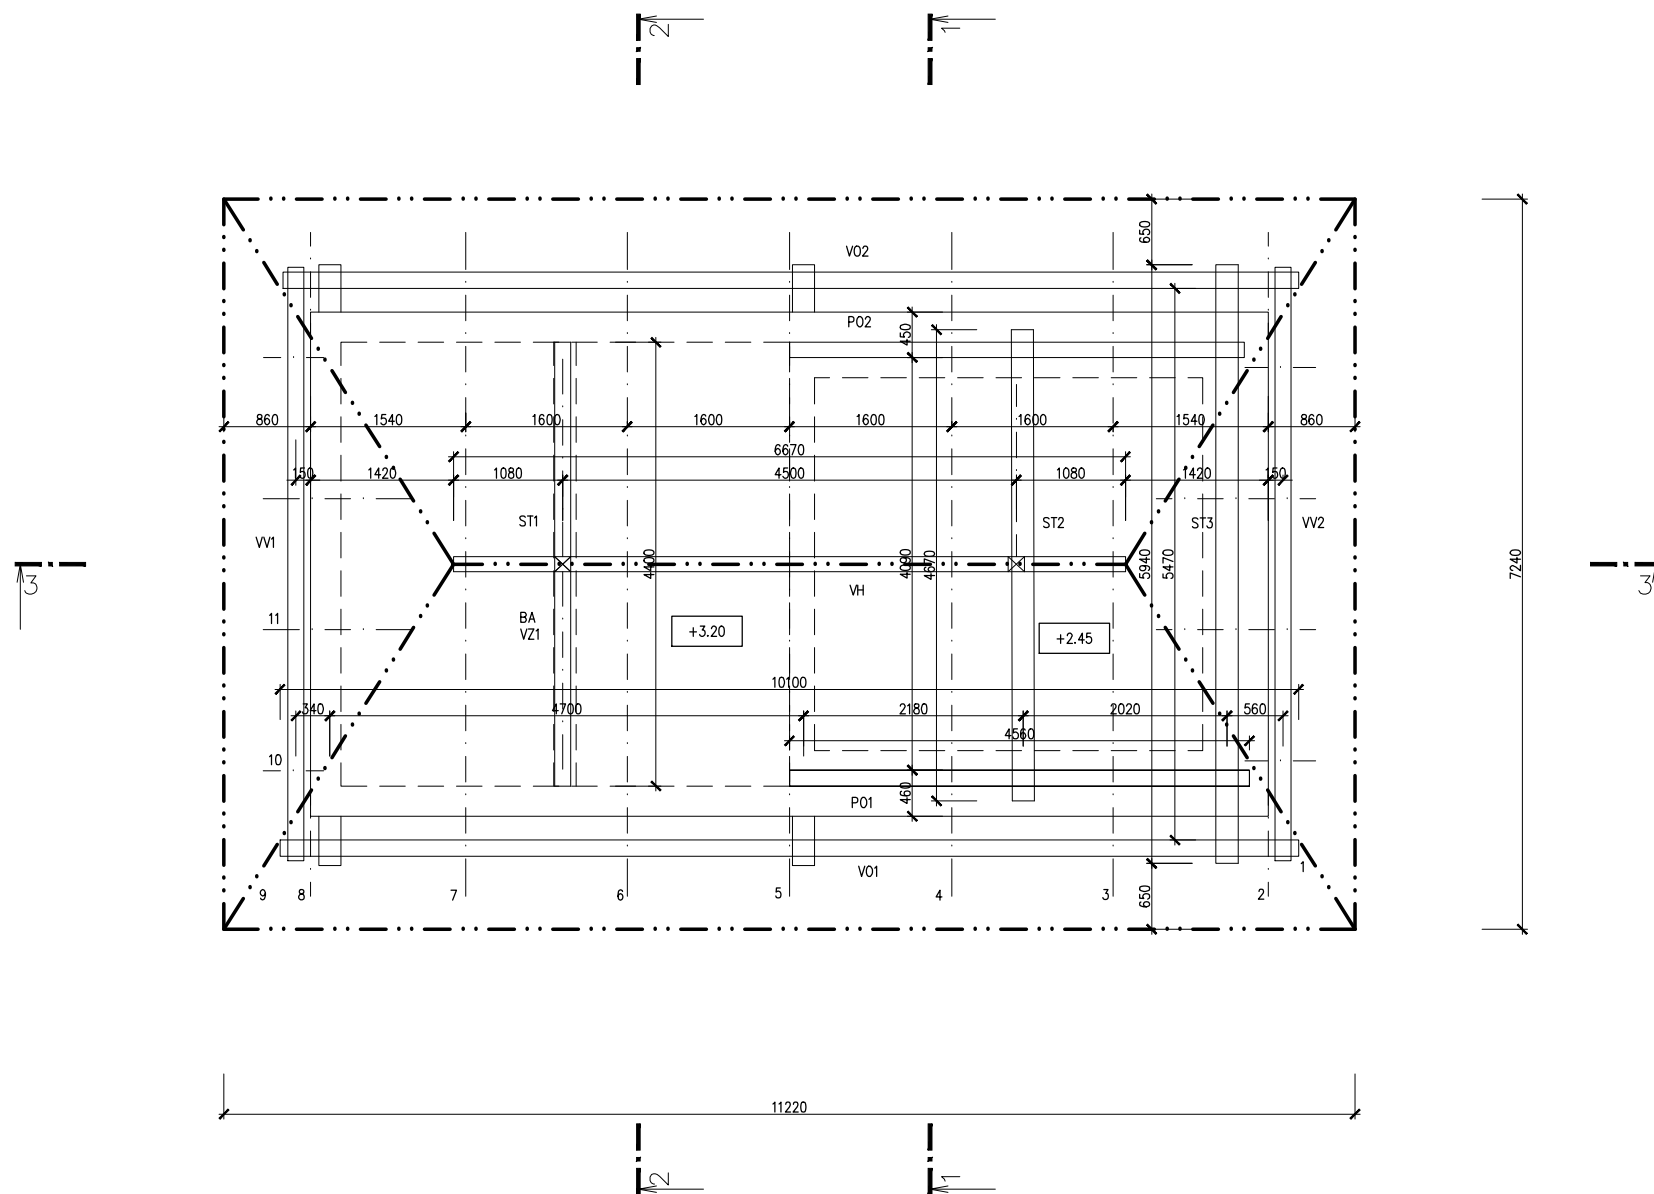 2 1
650
VO2
PO2
450
860 1540 1600 1600 1600 1600 1540 860
6670
150 1420 1080 4500 1080 1420 150
ST1 ST2 ST3 VV2
VV1
4400 4090 4670 5940 5470 7240
3 3'
VH
BA
VZ1
11
+3.20 +2.45
10100
340 4700 2180 2020 560
4560
10
460
PO1
VO1
1
9 8 7 6 5 4 3 2
650
11220
2 1